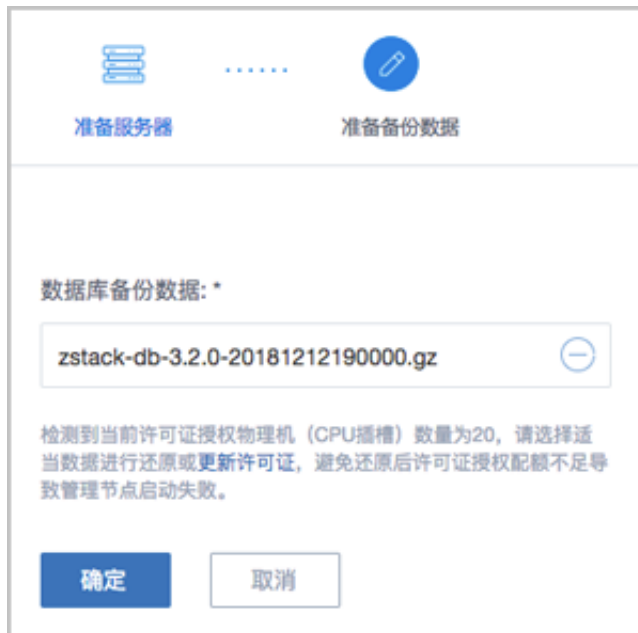 准备服务器
准备备份数据
数据库备份数据: *
zstack-db-3.2.0-20181212190000.gz
检测到当前许可证授权物理机（CPU插槽）数量为20，请选择适
当数据进行还原或更新许可证，避免还原后许可证授权配额不足导
致管理节点启动失败。
确定
取消